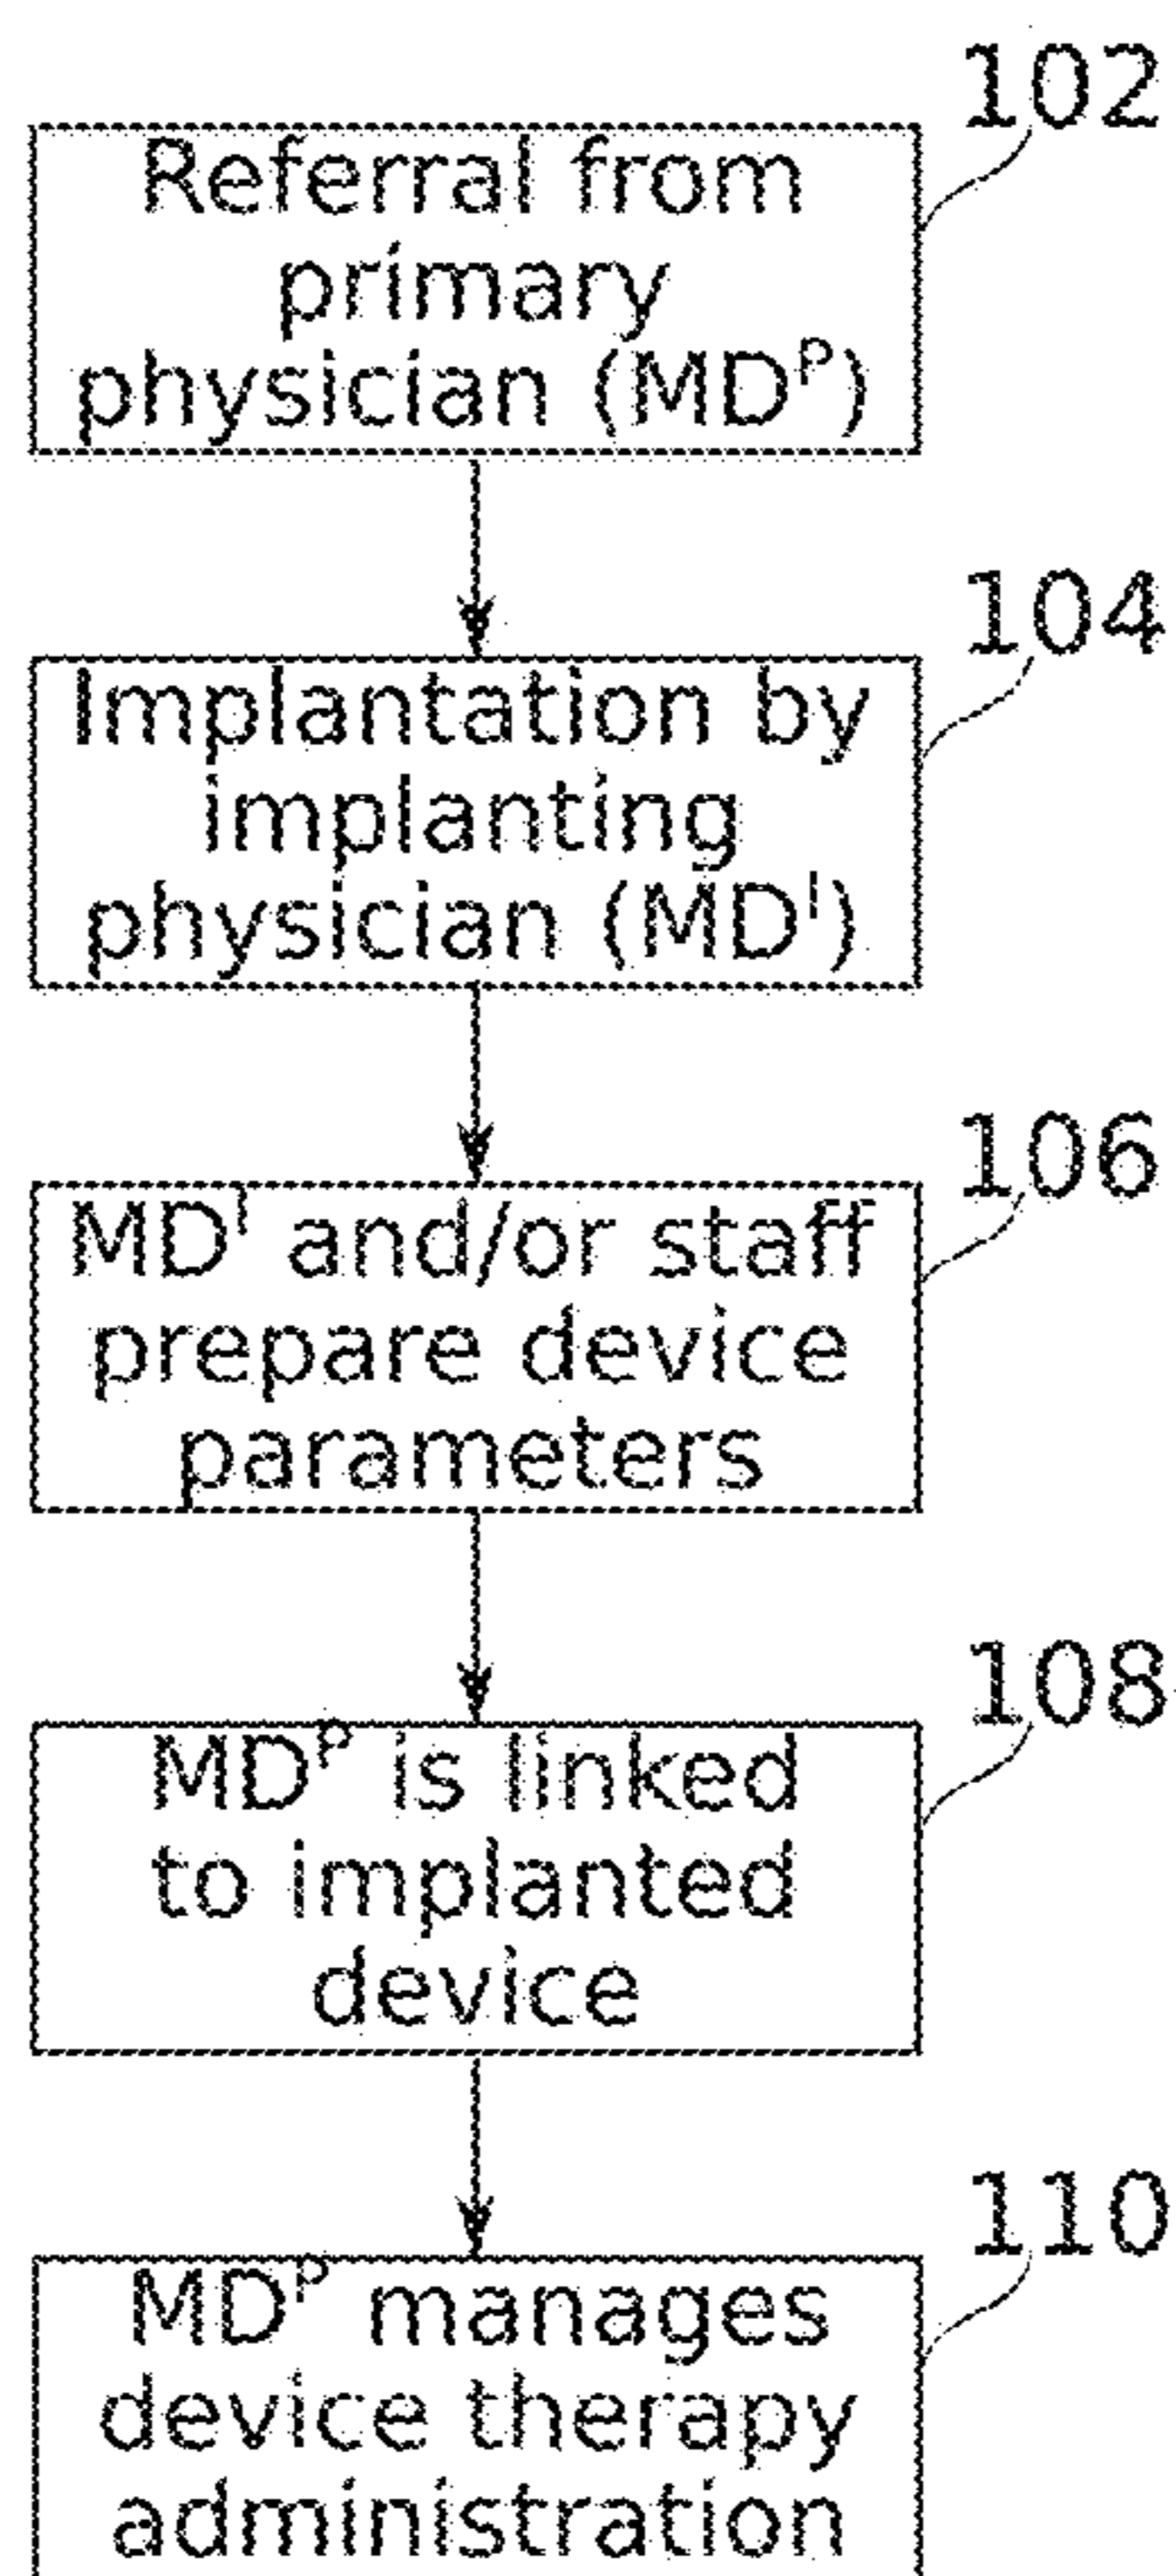 102
Referral from
primary
physician (MDᴾ)
104
Implantation by
implanting
physician (MDᴵ)
106
MDᴵ and/or staff
prepare device
parameters
108
MDᴾ is linked
to implanted
device
110
MDᴾ manages
device therapy
administration